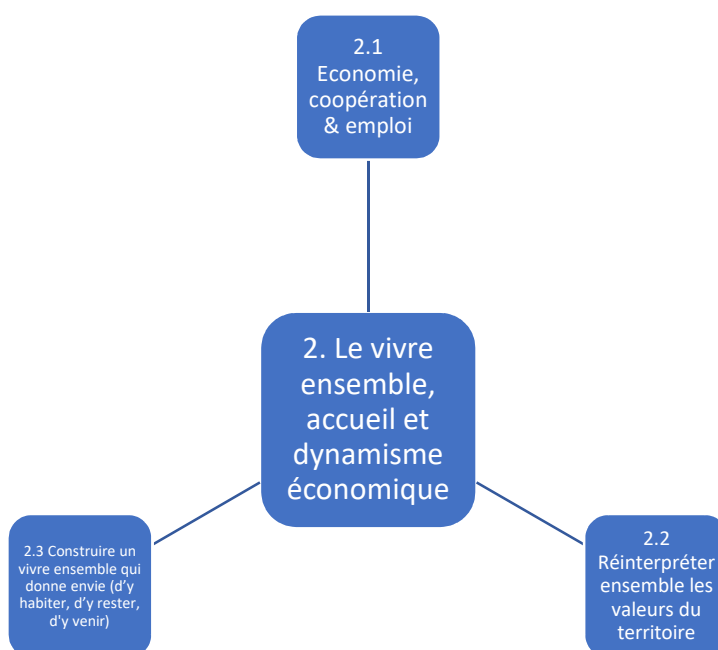 2.1
Economie,
coopération
& emploi
2. Le vivre
ensemble,
accueil et
dynamisme
économique
2.3 Construire un
vivre ensemble qui
donne envie (d’y
habiter, d’y rester,
d'y venir)
2.2
Réinterpréter
ensemble les
valeurs du
territoire